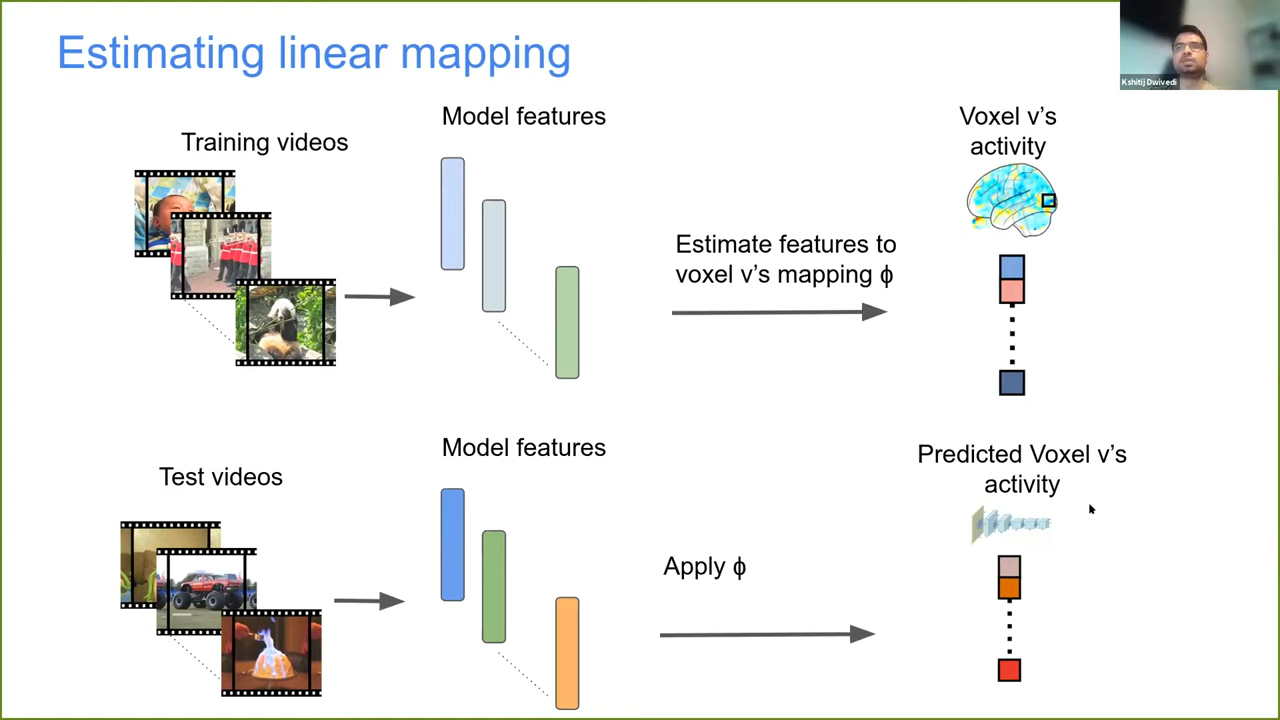 Estimating linear mapping
Kshitij Dwivedi
Training videos
Model features
Voxel v's
activity
Estimate features to
voxel v's mapping ϕ
Test videos
Model features
Apply ϕ
Predicted Voxel v's
activity